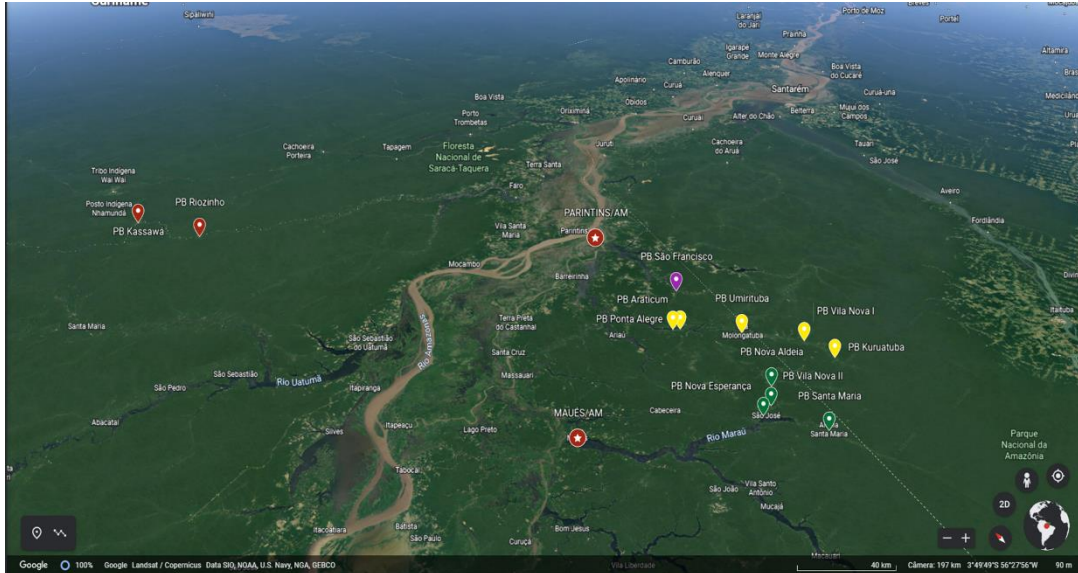 Suriname
Sipaliwini
Laranjal
do Jari
Porto de Moz
Portel
Prainha
Igarapé
Grande
Monte Alegre
Altamira
Camburão
Apolinário
Curuá
Alenquer
Boa Vista
do Cucarê
Boa Vista
Óbidos
Santarém
Curuá-una
Porto
Trombetas
Oriximiná
Curuai
Alter do Chão
Belterra
Mujuí dos
Campos
Cachoeira
Porteira
Tapagem
Floresta
Nacional de
Saracá-Taquera
Juruti
Cachoeira
do Aruã
Tauari
São José
Terra Santa
Faro
Tribo Indígena
Wai Wai
Aveiro
Posto Indígena
Nhamundá
PB Riozinho
PB Kassawá
Vila Santa
Maria
PARINTINS/AM
Parintins
Fordlândia
Mocambo
Barreirinha
PB São Francisco
PB Araticum
PB Umirituba
PB Vila Nova I
Itaituba
Santa Maria
Terra Preta
do Castanhal
PB Ponta Alegre
Ariaú
Molongatuba
São Sebastião
do Uatumã
Rio Amazonas
Santa Cruz
PB Nova Aldeia
PB Kuruatuba
São Pedro
São Sebastião
Rio Uatumã
Itapiranga
Massauari
PB Nova Esperança
PB Vila Nova II
PB Santa Maria
Abacatal
Silves
Itapeaçu
Lago Preto
MAUÉS/AM
Cabeceira
São José
Santa Maria
Rio Maraú
Parque
Nacional da
Amazônia
Tabocal
São João
Vila Santo
Antônio
Mucajá
2D
Itacoatiara
Batista
São Paulo
Bom Jesus
Curuçá
Vila Liberdade
Macauari
Google 100% Google Landsat / Copernicus Data SIO, NOAA, U.S. Navy, NGA, GEBCO 40 km Câmera: 197 km 3°49'49"S 56°27'56"W 90 m